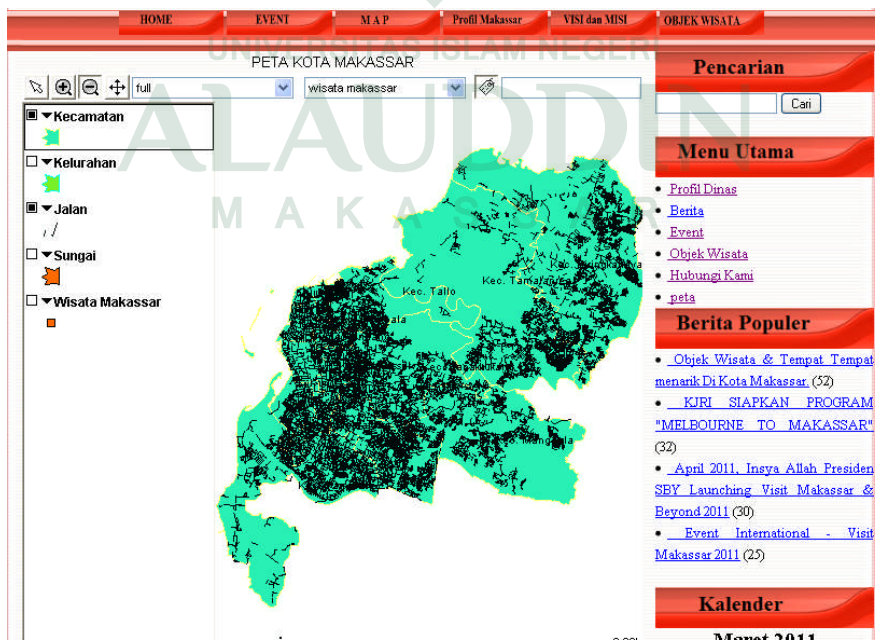 HOME EVENT M A P Profil Makassar VISI dan MISI OBJEK WISATA
UNIVERSITAS ISLAM NEGERI
ALAUDDIN
MAKASSAR
PETA KOTA MAKASSAR
full wisata makassar
Kecamatan
Kelurahan
Jalan
Sungai
Wisata Makassar
Kec. Tallo
Kec.
Pencarian
Cari
Menu Utama
• Profil Dinas
• Berita
• Event
• Objek Wisata
• Hubungi Kami
• peta
Berita Populer
• Objek Wisata & Tempat Tempat
menarik Di Kota Makassar. (52)
• KJRI SIAPKAN PROGRAM
"MELBOURNE TO MAKASSAR"
(32)
• April 2011, Insya Allah Presiden
SBY Launching Visit Makassar &
Beyond 2011 (30)
• Event International - Visit
Makassar 2011 (25)
Kalender
Maret 2011